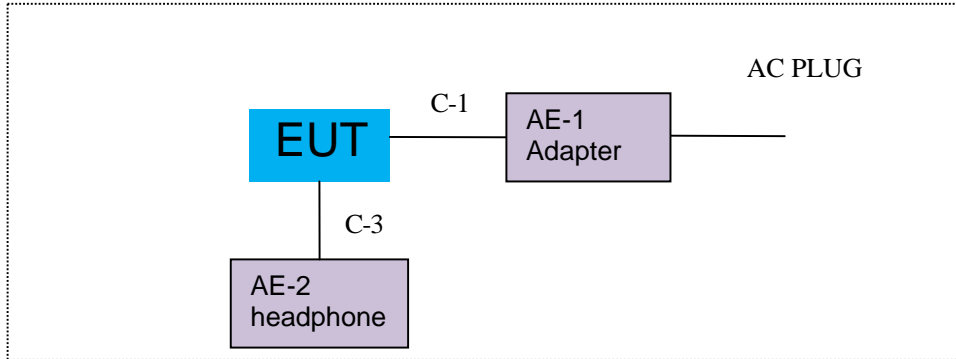 AC PLUG
C-1
AE-1
Adapter
EUT
C-3
AE-2
headphone